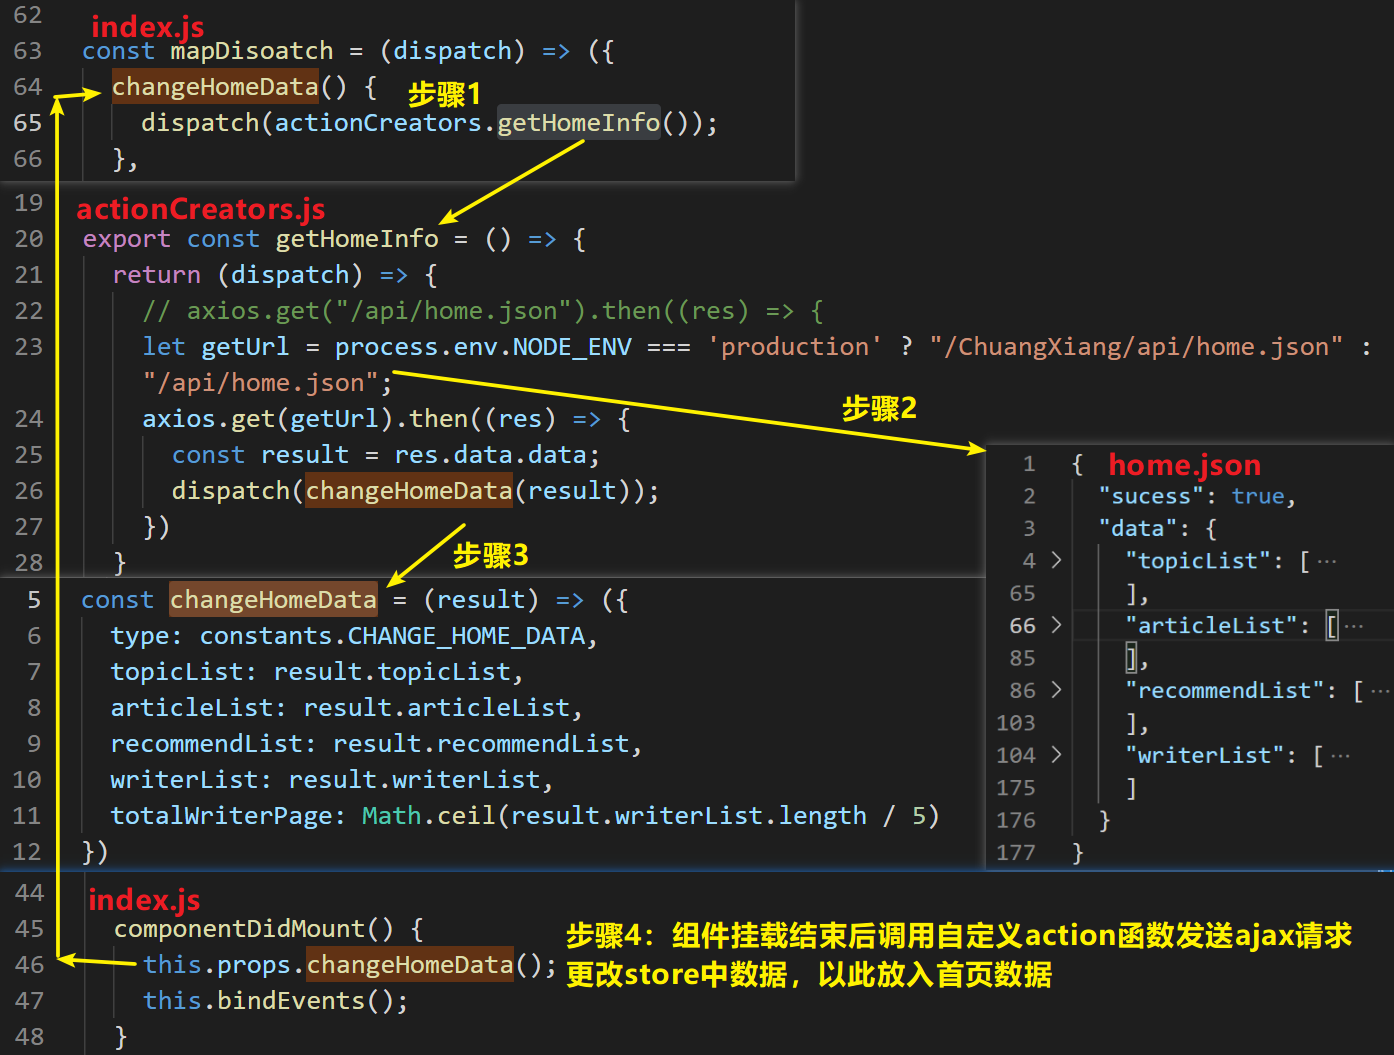 62
index.js
63 const mapDisoatch = (dispatch) => ({
64 changeHomeData() {
步骤1
65 dispatch(actionCreators.getHomeInfo());
66 },
19
actionCreators.js
20 export const getHomeInfo = () => {
21 return (dispatch) => {
22 // axios.get("/api/home.json").then((res) => {
23 let getUrl = process.env.NODE_ENV === 'production' ? "/ChuangXiang/api/home.json" :
"/api/home.json";
步骤2
24 axios.get(getUrl).then((res) => {
25 const result = res.data.data;
26 dispatch(changeHomeData(result));
27 })
步骤3
28 }
1 { home.json
2 "sucess": true,
3 "data": {
4 > "topicList": [ ···
65 ],
66 > "articleList": [ ···
85 ],
86 > "recommendList": [ ···
103 ],
104 > "writerList": [ ···
175 ]
176 }
177 }
5 const changeHomeData = (result) => ({
6 type: constants.CHANGE_HOME_DATA,
7 topicList: result.topicList,
8 articleList: result.articleList,
9 recommendList: result.recommendList,
10 writerList: result.writerList,
11 totalWriterPage: Math.ceil(result.writerList.length / 5)
12 })
44
index.js
45 componentDidMount() {
46 this.props.changeHomeData();
47 this.bindEvents();
48 }
步骤4：组件挂载结束后调用自定义action函数发送ajax请求
更改store中数据，以此放入首页数据